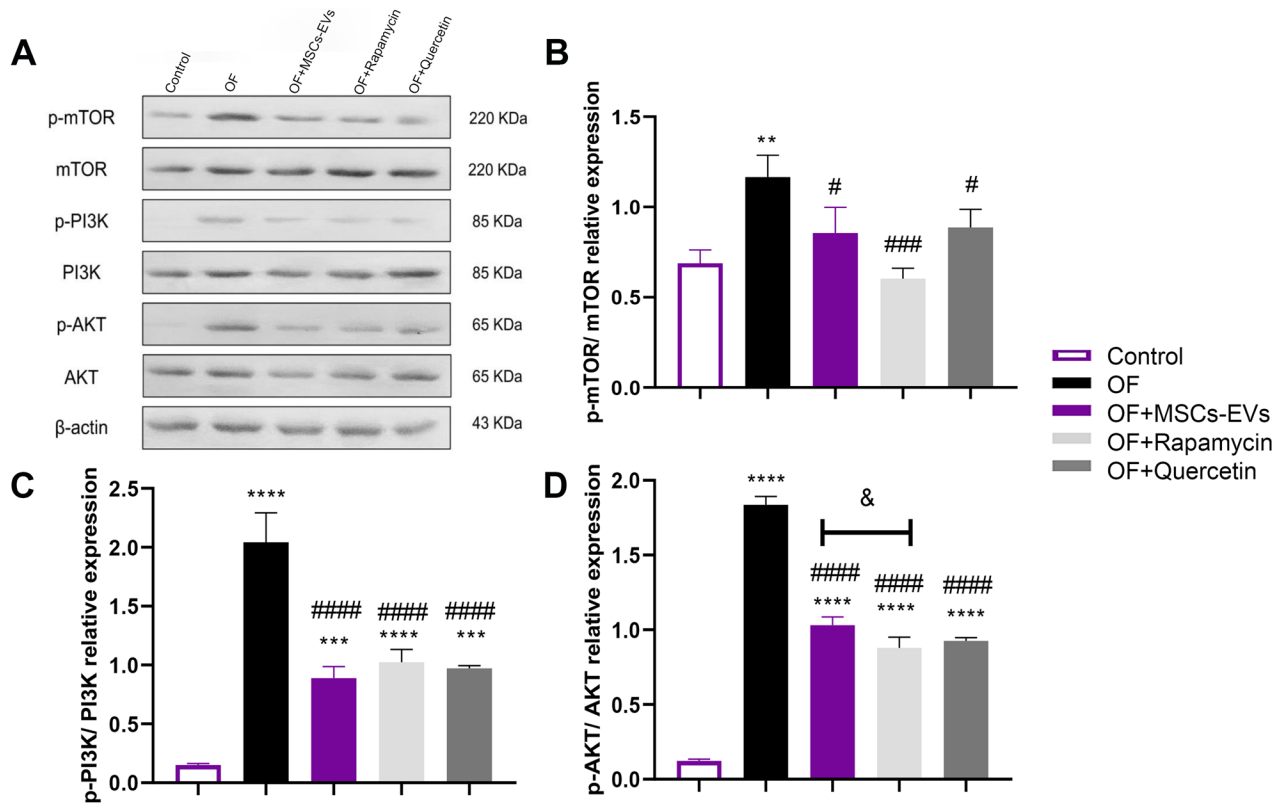 A
Control
OF
OF+MSCs-EVs
OF+Rapamycin
OF+Quercetin
p-mTOR
220 KDa
mTOR
220 KDa
p-PI3K
85 KDa
PI3K
85 KDa
p-AKT
65 KDa
AKT
65 KDa
β-actin
43 KDa
B
p-mTOR/ mTOR relative expression
1.5
1.0
0.5
0.0
**
#
###
#
Control
OF
OF+MSCs-EVs
OF+Rapamycin
OF+Quercetin
C
p-PI3K/ PI3K relative expression
2.5
2.0
1.5
1.0
0.5
0.0
****
####
***
####
****
####
***
D
p-AKT/ AKT relative expression
2.0
1.5
1.0
0.5
0.0
****
&
####
****
####
****
####
****